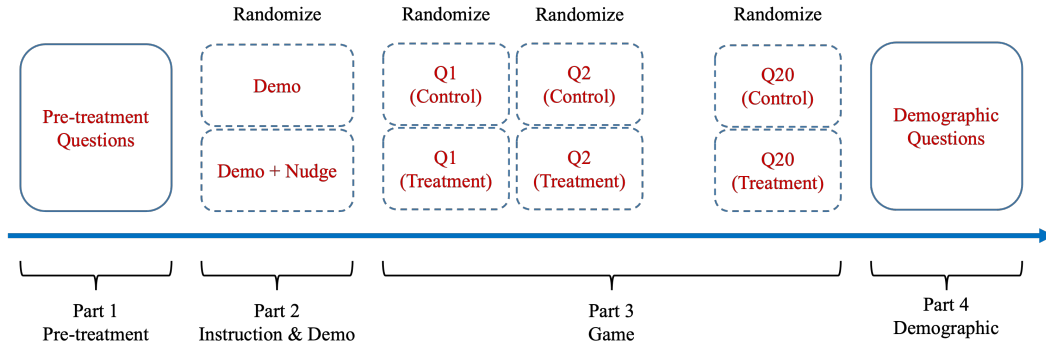 Randomize
Randomize
Randomize
Randomize
Pre-treatment
Questions
Demo
Demo + Nudge
Q1
(Control)
Q1
(Treatment)
Q2
(Control)
Q2
(Treatment)
Q20
(Control)
Q20
(Treatment)
Demographic
Questions
Part 1
Pre-treatment
Part 2
Instruction & Demo
Part 3
Game
Part 4
Demographic